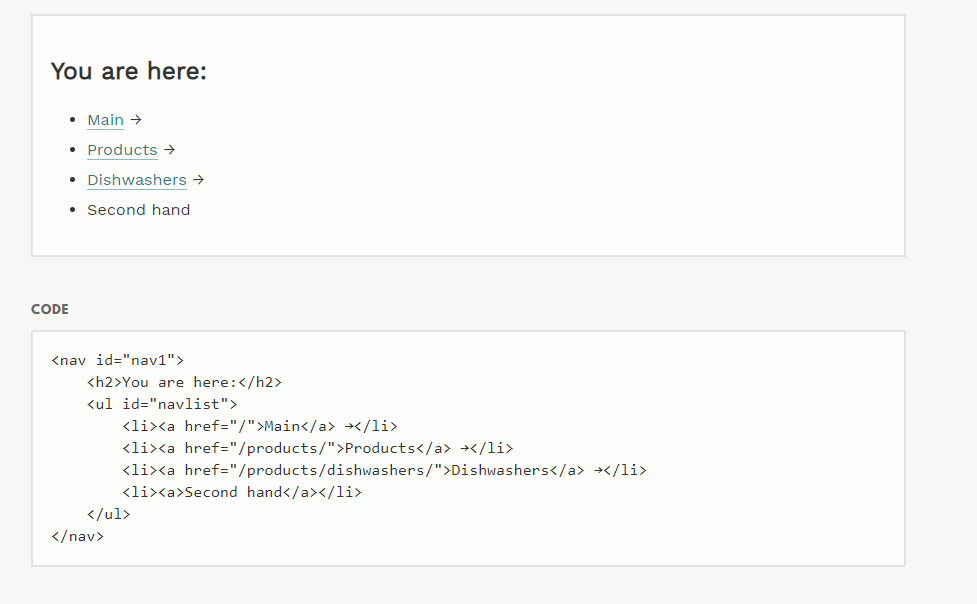 You are here:
• Main →
• Products →
• Dishwashers →
• Second hand
CODE
<nav id="nav1">
    <h2>You are here:</h2>
    <ul id="navlist">
        <li><a href="/">Main</a> →</li>
        <li><a href="/products/">Products</a> →</li>
        <li><a href="/products/dishwashers/">Dishwashers</a> →</li>
        <li><a>Second hand</a></li>
    </ul>
</nav>